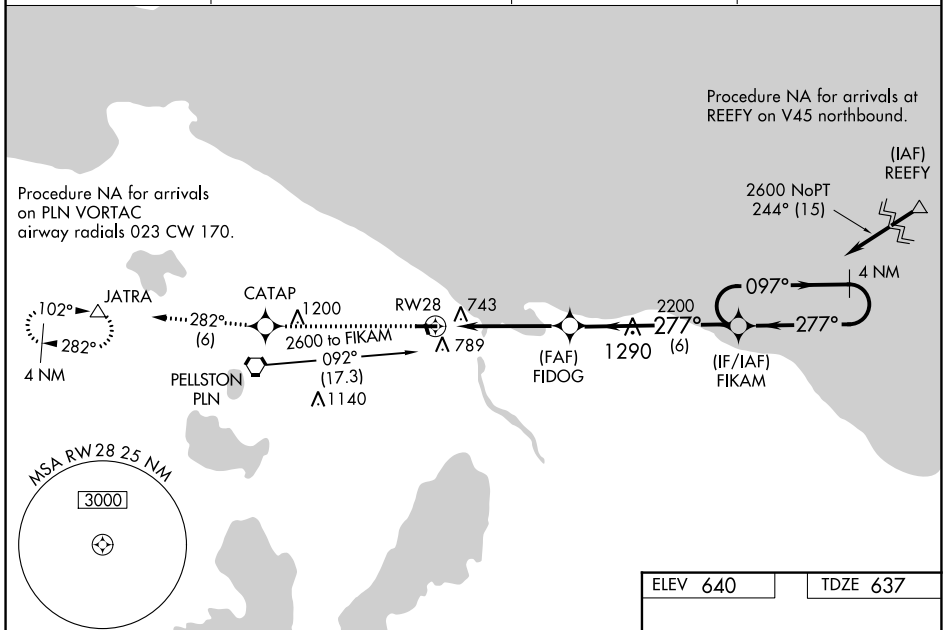 Procedure NA for arrivals at
REEFY on V45 northbound.
(IAF)
REEFY
2600 NoPT
244° (15)
Procedure NA for arrivals
on PLN VORTAC
airway radials 023 CW 170.
4 NM
097°
JATRA
102°
282°
4 NM
282°
(6)
CATAP
1200
RW28
743
789
2600 to FIKAM
092°
(17.3)
1140
PELLSTON
PLN
(FAF)
FIDOG
2200
277°
(6)
1290
277°
(IF/IAF)
FIKAM
MSA RW28 25 NM
3000
ELEV 640
TDZE 637